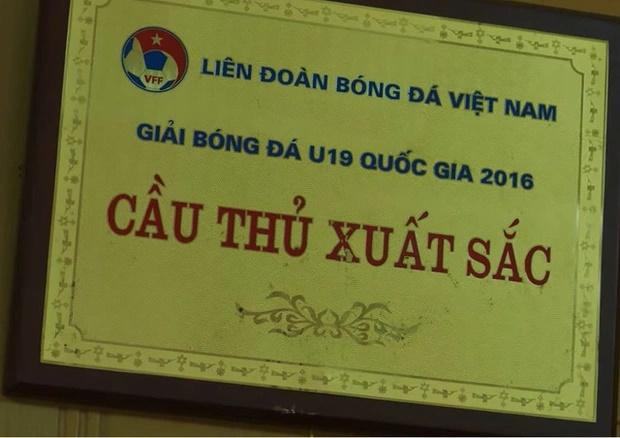 VFF
LIÊN ĐOÀN BÓNG ĐÁ VIỆT NAM
GIẢI BÓNG ĐÁ U19 QUỐC GIA 2016
CẦU THỦ XUẤT SẮC